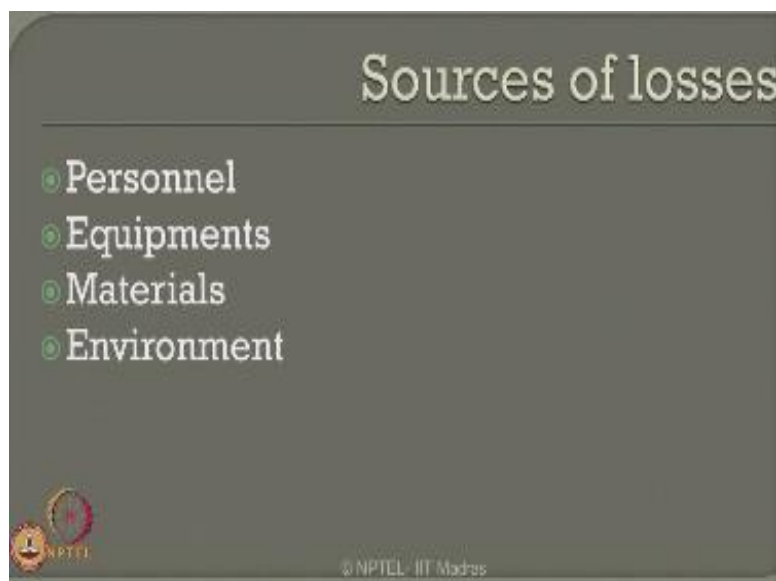 Sources of losses
Personnel
Equipments
Materials
Environment
NPTEL
© NPTEL- IIT Madras